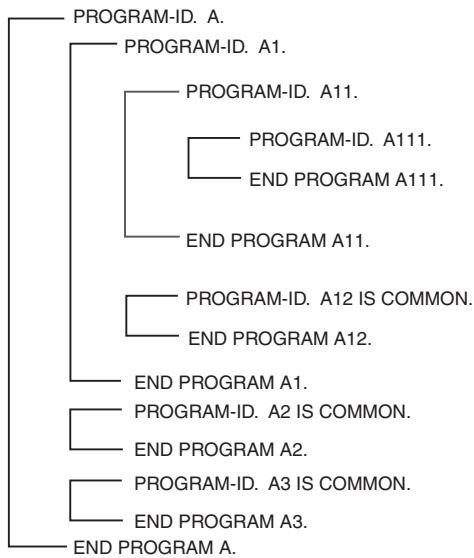 PROGRAM-ID. A.
PROGRAM-ID. A1.
PROGRAM-ID. A11.
PROGRAM-ID. A111.
END PROGRAM A111.
END PROGRAM A11.
PROGRAM-ID. A12 IS COMMON.
END PROGRAM A12.
END PROGRAM A1.
PROGRAM-ID. A2 IS COMMON.
END PROGRAM A2.
PROGRAM-ID. A3 IS COMMON.
END PROGRAM A3.
END PROGRAM A.